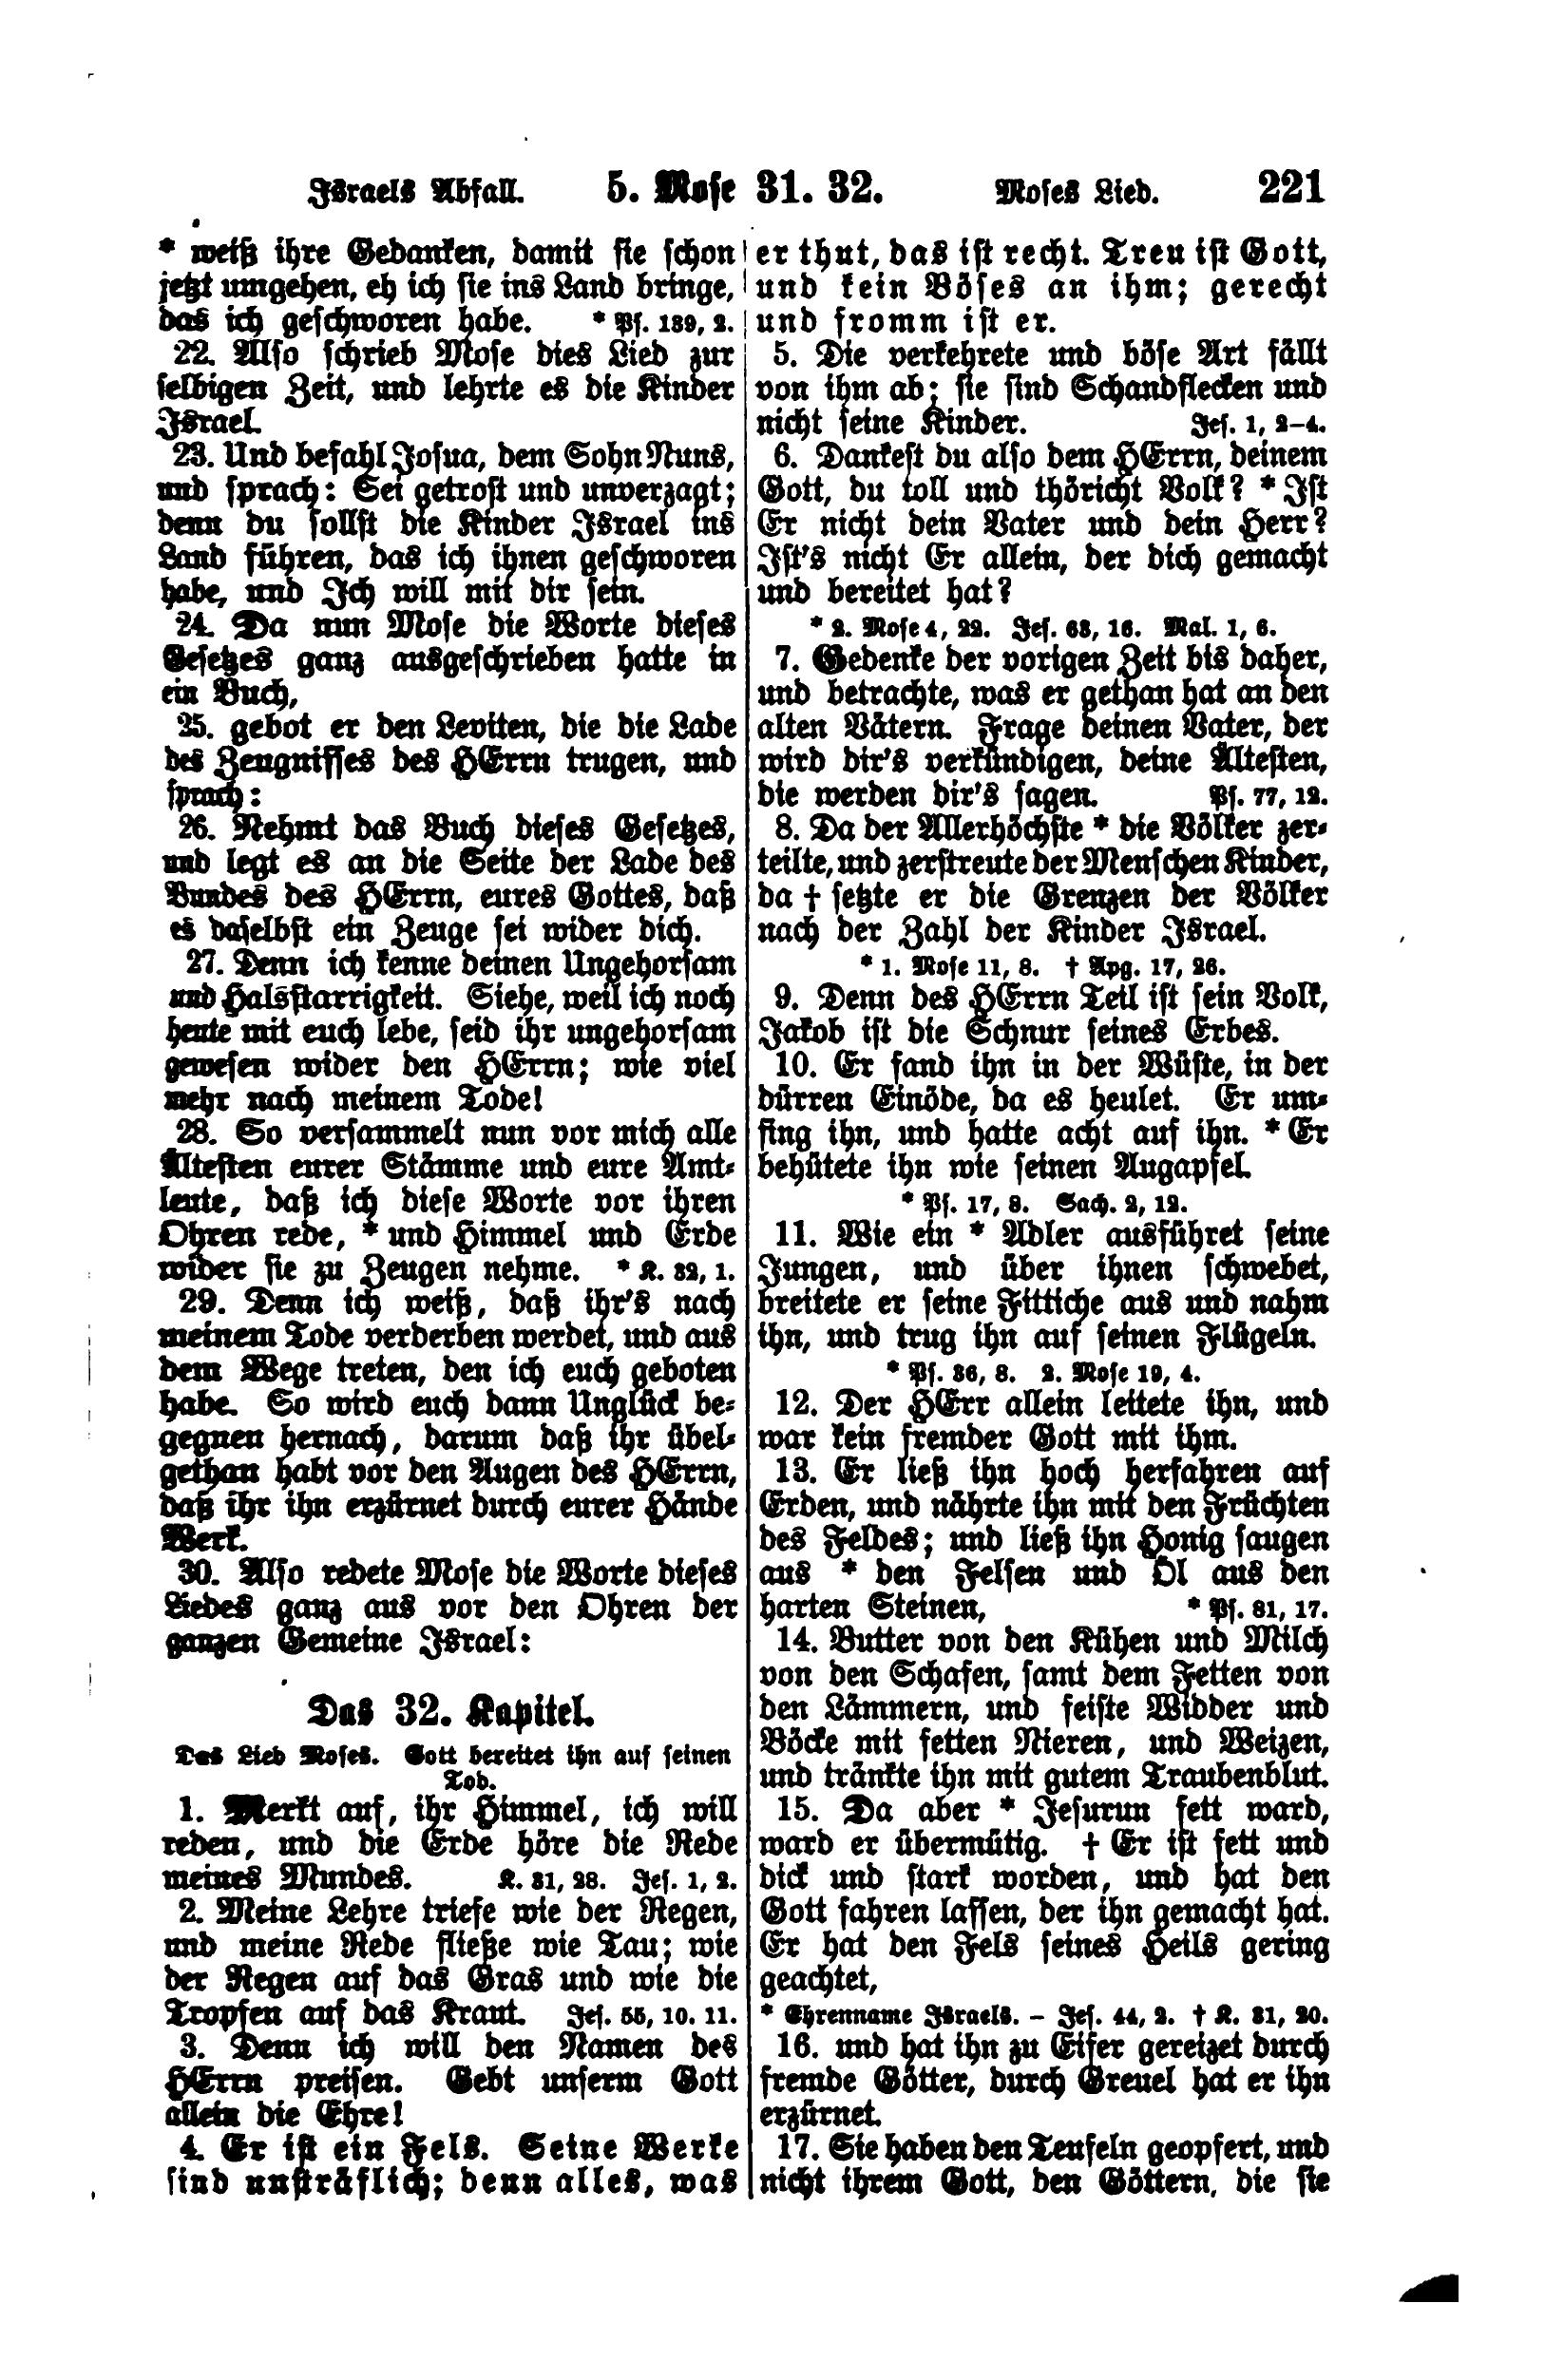 Israels Abfall. 5. Mose 31. 32. Moses Lied. 221
* weiß ihre Gedanken, damit sie schon
jetzt umgehen, eh ich sie ins Land bringe,
das ich geschworen habe. * Ps. 139, 2.
22. Also schrieb Mose dies Lied zur
selbigen Zeit, und lehrte es die Kinder
Israel.
23. Und befahl Josua, dem Sohn Nuns,
und sprach: Sei getrost und unverzagt;
denn du sollst die Kinder Israel ins
Land führen, das ich ihnen geschworen
habe, und Ich will mit dir sein.
24. Da nun Mose die Worte dieses
Gesetzes ganz ausgeschrieben hatte in
ein Buch,
25. gebot er den Leviten, die die Lade
des Zeugnisses des HErrn trugen, und
sprach:
26. Nehmt das Buch dieses Gesetzes,
und legt es an die Seite der Lade des
Bundes des HErrn, eures Gottes, daß
es daselbst ein Zeuge sei wider dich.
27. Denn ich kenne deinen Ungehorsam
und Halsstarrigkeit. Siehe, weil ich noch
heute mit euch lebe, seid ihr ungehorsam
gewesen wider den HErrn; wie viel
mehr nach meinem Tode!
28. So versammelt nun vor mich alle
Ältesten eurer Stämme und eure Amt-
leute, daß ich diese Worte vor ihren
Ohren rede, * und Himmel und Erde
wider sie zu Zeugen nehme. * K. 32, 1.
29. Denn ich weiß, daß ihr's nach
meinem Tode verderben werdet, und aus
dem Wege treten, den ich euch geboten
habe. So wird euch dann Unglück be-
gegnen hernach, darum daß ihr übel-
gethan habt vor den Augen des HErrn,
daß ihr ihn erzürnet durch eurer Hände
Werk.
30. Also redete Mose die Worte dieses
Liedes ganz aus vor den Ohren der
ganzen Gemeine Israel:
Das 32. Kapitel.
Das Lied Moses. Gott bereitet ihn auf seinen
Tod.
1. Merkt auf, ihr Himmel, ich will
reden, und die Erde höre die Rede
meines Mundes. K. 31, 28. Jes. 1, 2.
2. Meine Lehre triefe wie der Regen,
und meine Rede fließe wie Tau; wie
der Regen auf das Gras und wie die
Tropfen auf das Kraut. Jes. 55, 10. 11.
3. Denn ich will den Namen des
HErrn preisen. Gebt unserm Gott
allein die Ehre!
4. Er ist ein Fels. Seine Werke
sind unsträflich; denn alles, was
er thut, das ist recht. Treu ist Gott,
und kein Böses an ihm; gerecht
und fromm ist er.
5. Die verkehrete und böse Art fällt
von ihm ab; sie sind Schandflecken und
nicht seine Kinder. Jes. 1, 2-4.
6. Dankest du also dem HErrn, deinem
Gott, du toll und thöricht Volk? * Ist
Er nicht dein Vater und dein Herr?
Ist's nicht Er allein, der dich gemacht
und bereitet hat?
* 2. Mose 4, 22. Jes. 63, 16. Mal. 1, 6.
7. Gedenke der vorigen Zeit bis daher,
und betrachte, was er gethan hat an den
alten Vätern. Frage deinen Vater, der
wird dir's verkündigen, deine Ältesten,
die werden dir's sagen. Ps. 77, 12.
8. Da der Allerhöchste * die Völker zer-
teilte, und zerstreute der Menschen Kinder,
da † setzte er die Grenzen der Völker
nach der Zahl der Kinder Israel.
* 1. Mose 11, 8. † Apg. 17, 26.
9. Denn des HErrn Teil ist sein Volk,
Jakob ist die Schnur seines Erbes.
10. Er fand ihn in der Wüste, in der
dürren Einöde, da es heulet. Er um-
fing ihn, und hatte acht auf ihn. * Er
behütete ihn wie seinen Augapfel.
* Ps. 17, 8. Sach. 2, 12.
11. Wie ein * Adler ausführet seine
Jungen, und über ihnen schwebet,
breitete er seine Fittiche aus und nahm
ihn, und trug ihn auf seinen Flügeln.
* Ps. 36, 8. 2. Mose 19, 4.
12. Der HErr allein leitete ihn, und
war kein fremder Gott mit ihm.
13. Er ließ ihn hoch herfahren auf
Erden, und nährte ihn mit den Früchten
des Feldes; und ließ ihn Honig saugen
aus * den Felsen und Öl aus den
harten Steinen, * Ps. 81, 17.
14. Butter von den Kühen und Milch
von den Schafen, samt dem Fetten von
den Lämmern, und feiste Widder und
Böcke mit fetten Nieren, und Weizen,
und tränkte ihn mit gutem Traubenblut.
15. Da aber * Jesurun fett ward,
ward er übermütig. † Er ist fett und
dick und stark worden, und hat den
Gott fahren lassen, der ihn gemacht hat.
Er hat den Fels seines Heils gering
geachtet,
* Ehrenname Israels. – Jes. 44, 2. † K. 31, 20.
16. und hat ihn zu Eifer gereizet durch
fremde Götter, durch Greuel hat er ihn
erzürnet.
17. Sie haben den Teufeln geopfert, und
nicht ihrem Gott, den Göttern, die sie